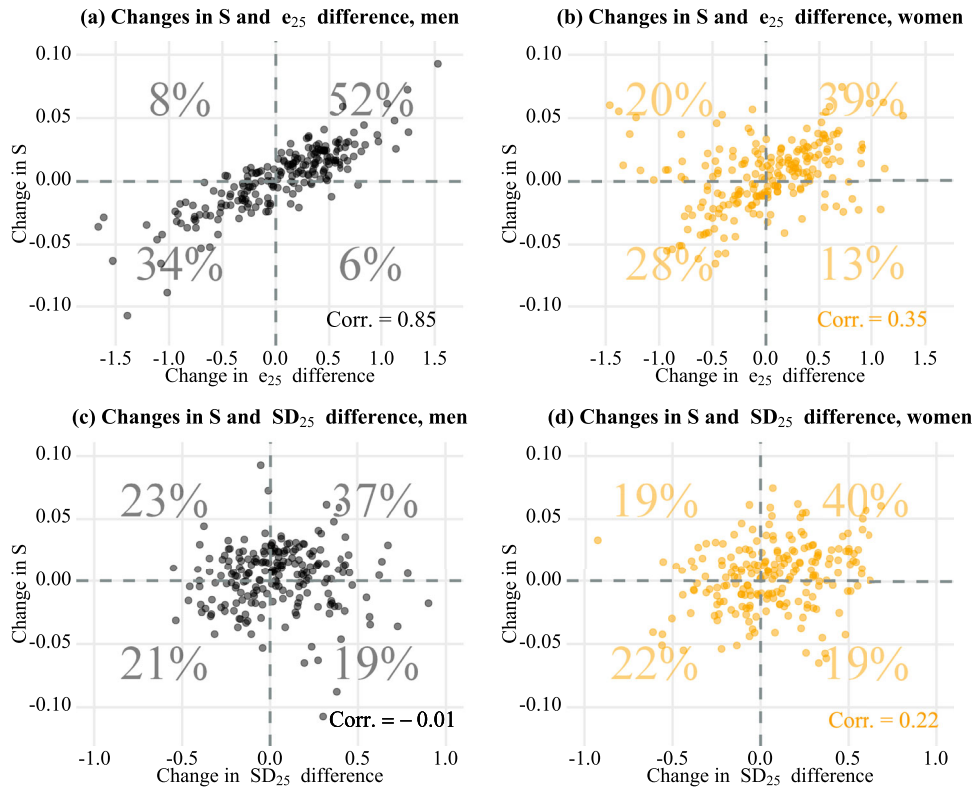 (a) Changes in S and e25 difference, men
0.10
0.05
0.00
-0.05
-0.10
Change in S
8%
52%
34%
6%
Corr. = 0.85
-1.5 -1.0 -0.5 0.0 0.5 1.0 1.5
Change in e25 difference
(b) Changes in S and e25 difference, women
0.10
0.05
0.00
-0.05
-0.10
Change in S
20%
39%
28%
13%
Corr. = 0.35
-1.5 -1.0 -0.5 0.0 0.5 1.0 1.5
Change in e25 difference
(c) Changes in S and SD25 difference, men
0.10
0.05
0.00
-0.05
-0.10
Change in S
23%
37%
21%
19%
Corr. = − 0.01
-1.0 -0.5 0.0 0.5 1.0
Change in SD25 difference
(d) Changes in S and SD25 difference, women
0.10
0.05
0.00
-0.05
-0.10
Change in S
19%
40%
22%
19%
Corr. = 0.22
-1.0 -0.5 0.0 0.5 1.0
Change in SD25 difference